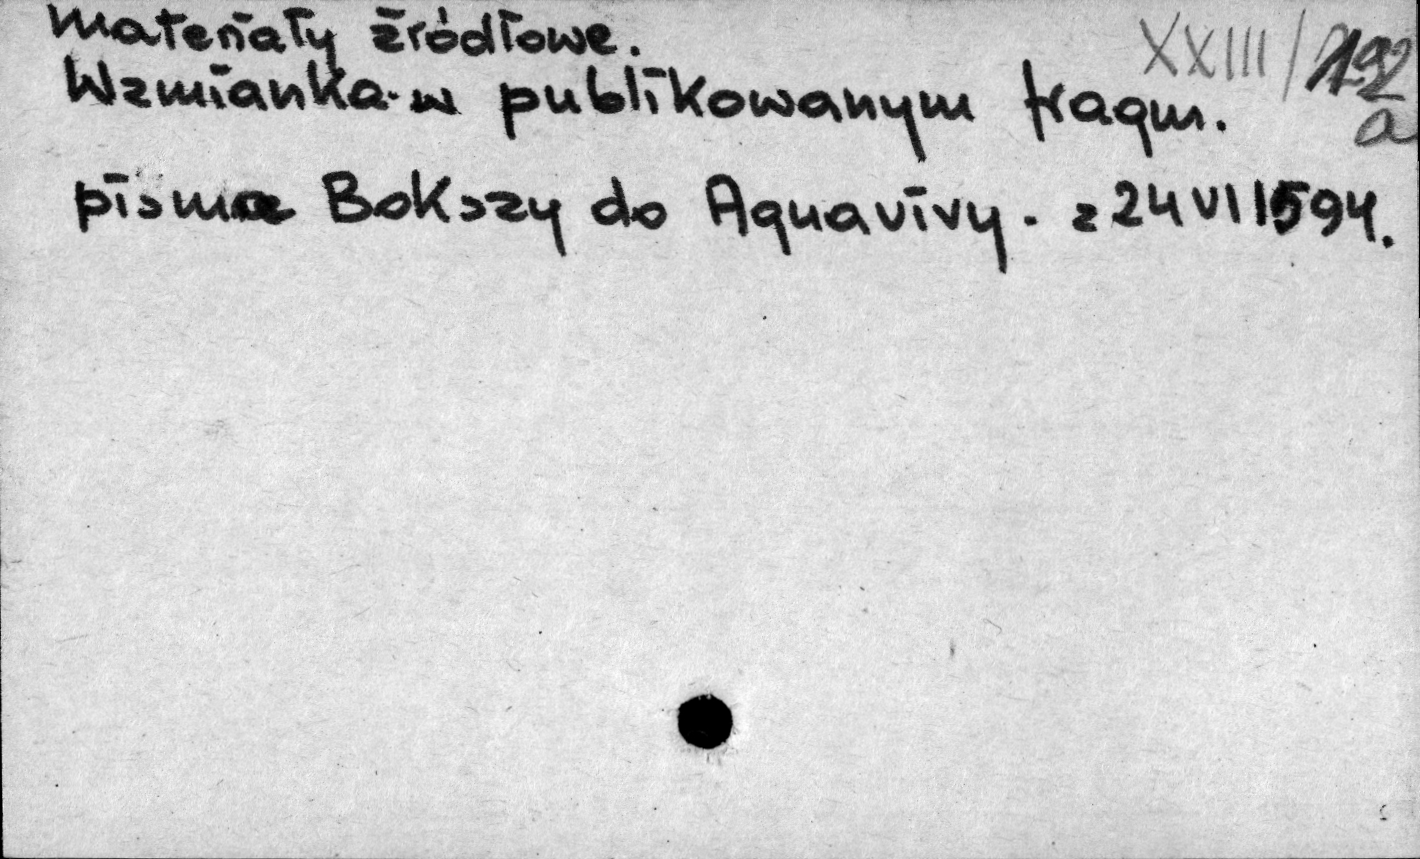 Materiały źródłowe.
XXIII/192
a
Wzmianka w publikowanym fragm.
pisma Bokszy do Aquavivy. z 24 VI 1594.